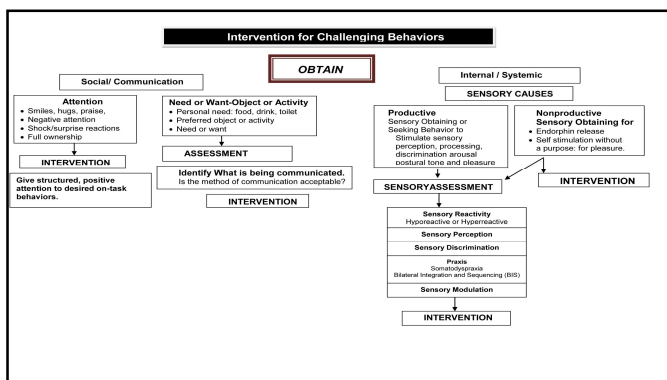 Intervention for Challenging Behaviors
OBTAIN
Social/ Communication
Attention
• Smiles, hugs, praise,
• Negative attention
• Shock/surprise reactions
• Full ownership
INTERVENTION
Give structured, positive
attention to desired on-task
behaviors.
Need or Want-Object or Activity
• Personal need: food, drink, toilet
• Preferred object or activity
• Need or want
ASSESSMENT
Identify What is being communicated.
Is the method of communication acceptable?
INTERVENTION
Internal / Systemic
SENSORY CAUSES
Productive
Sensory Obtaining or
Seeking Behavior to
Stimulate sensory
perception, processing,
discrimination arousal
postural tone and pleasure
Nonproductive
Sensory Obtaining for
• Endorphin release
• Self stimulation without
a purpose: for pleasure.
SENSORYASSESSMENT
INTERVENTION
Sensory Reactivity
Hyporeactive or Hyperreactive
Sensory Perception
Sensory Discrimination
Praxis
Somatodyspraxia
Bilateral Integration and Sequencing (BIS)
Sensory Modulation
INTERVENTION